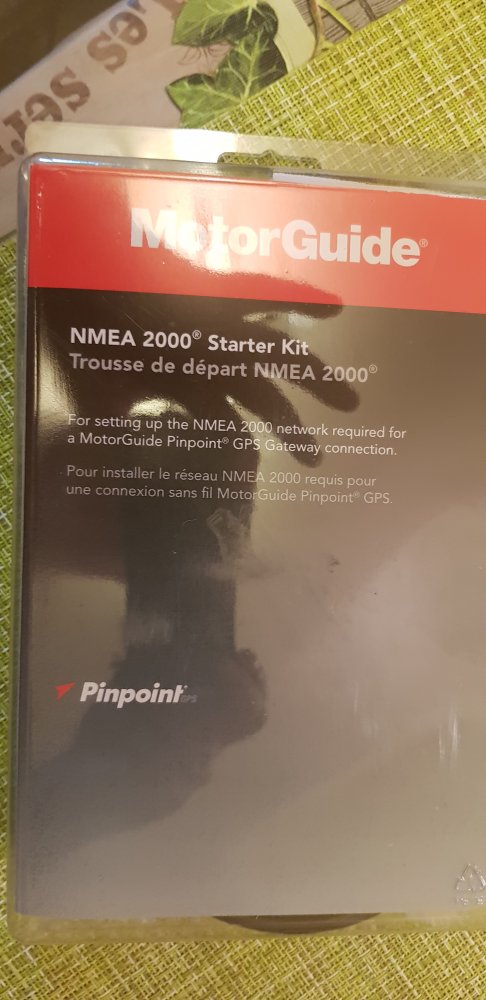 MotorGuide®
NMEA 2000® Starter Kit
Trousse de départ NMEA 2000®
For setting up the NMEA 2000 network required for
a MotorGuide Pinpoint® GPS Gateway connection.
Pour installer le réseau NMEA 2000 requis pour
une connexion sans fil MotorGuide Pinpoint® GPS.
Pinpoint® GPS